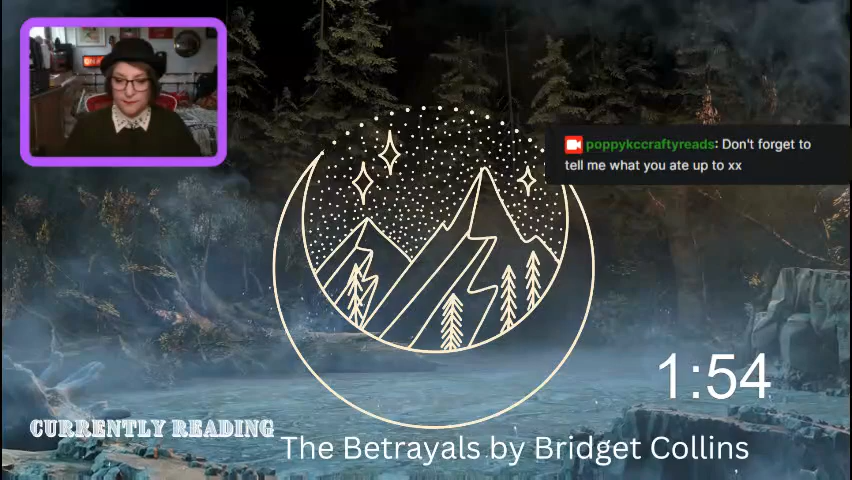 poppykccraftyreads: Don't forget to
tell me what you ate up to xx
1:54
CURRENTLY READING
The Betrayals by Bridget Collins